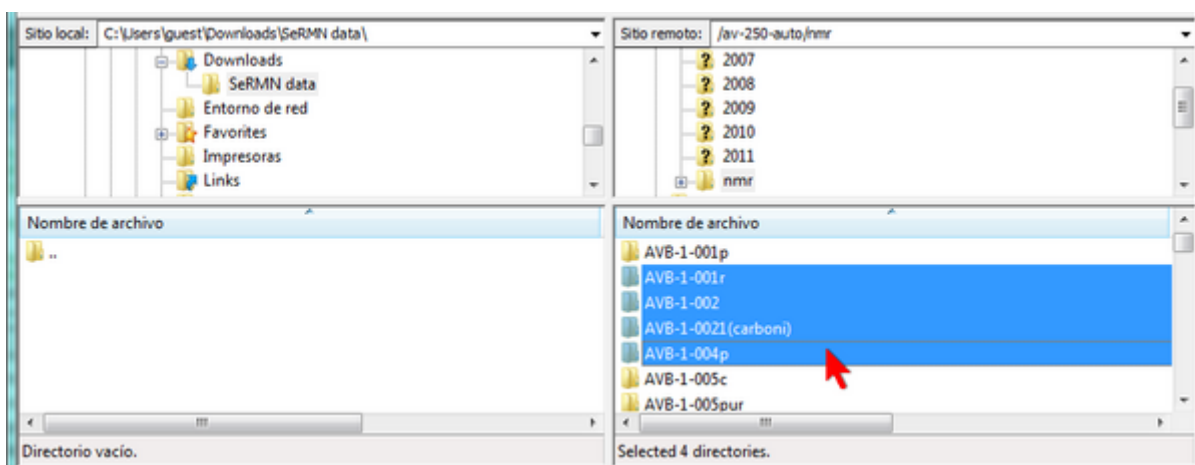 Sitio local: C:\Users\guest\Downloads\SeRMN data\
Downloads
SeRMN data
Entorno de red
Favorites
Impresoras
Links
Nombre de archivo
..
Directorio vacío.
Sitio remoto: /av-250-auto/nmr
2007
2008
2009
2010
2011
nmr
Nombre de archivo
AVB-1-001p
AVB-1-001r
AVB-1-002
AVB-1-0021(carboni)
AVB-1-004p
AVB-1-005c
AVB-1-005pur
Selected 4 directories.